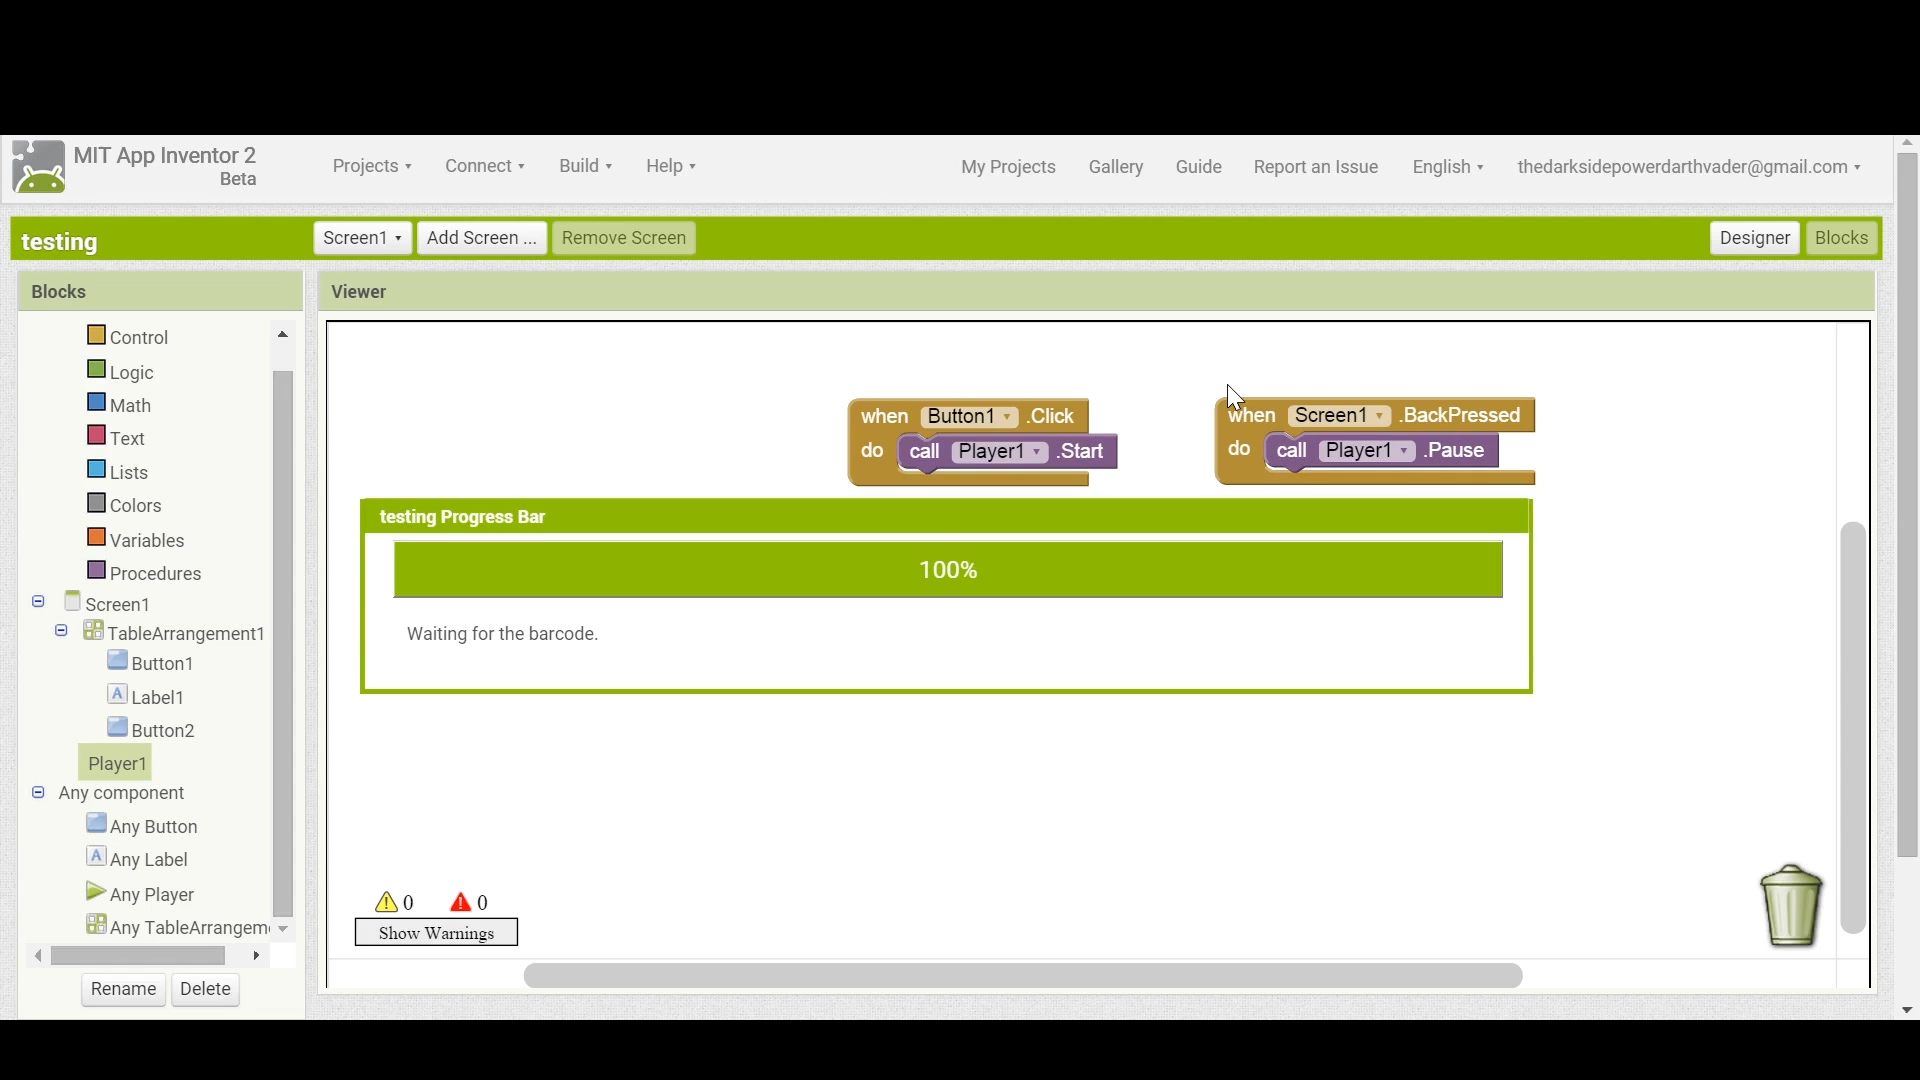 MIT App Inventor 2
Beta
Projects
Connect
Build
Help
My Projects
Gallery
Guide
Report an Issue
English
thedarksidepowerdarthvader@gmail.com
testing
Screen1
Add Screen ...
Remove Screen
Designer
Blocks
Blocks
Control
Logic
Math
Text
Lists
Colors
Variables
Procedures
Screen1
TableArrangement1
Button1
A Label1
Button2
Player1
Any component
Any Button
A Any Label
Any Player
Any TableArrangem
Rename
Delete
Viewer
when Button1 .Click
do call Player1 .Start
when Screen1 .BackPressed
do call Player1 .Pause
testing Progress Bar
100%
Waiting for the barcode.
! 0 ! 0
Show Warnings